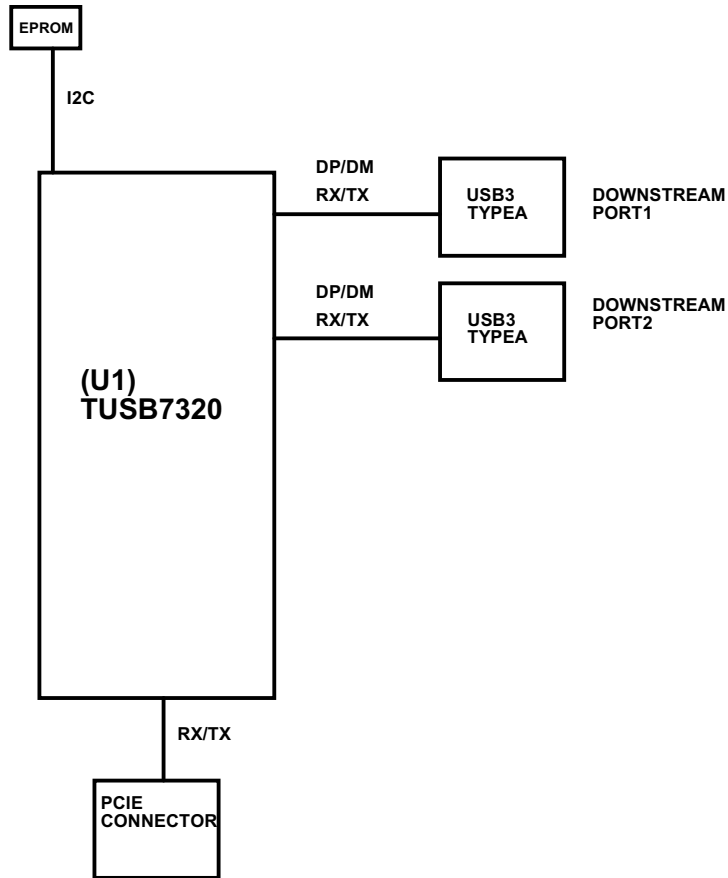 EPROM
I2C
DP/DM
RX/TX
USB3
TYPEA
DOWNSTREAM
PORT1
DP/DM
RX/TX
USB3
TYPEA
DOWNSTREAM
PORT2
(U1)
TUSB7320
RX/TX
PCIE
CONNECTOR